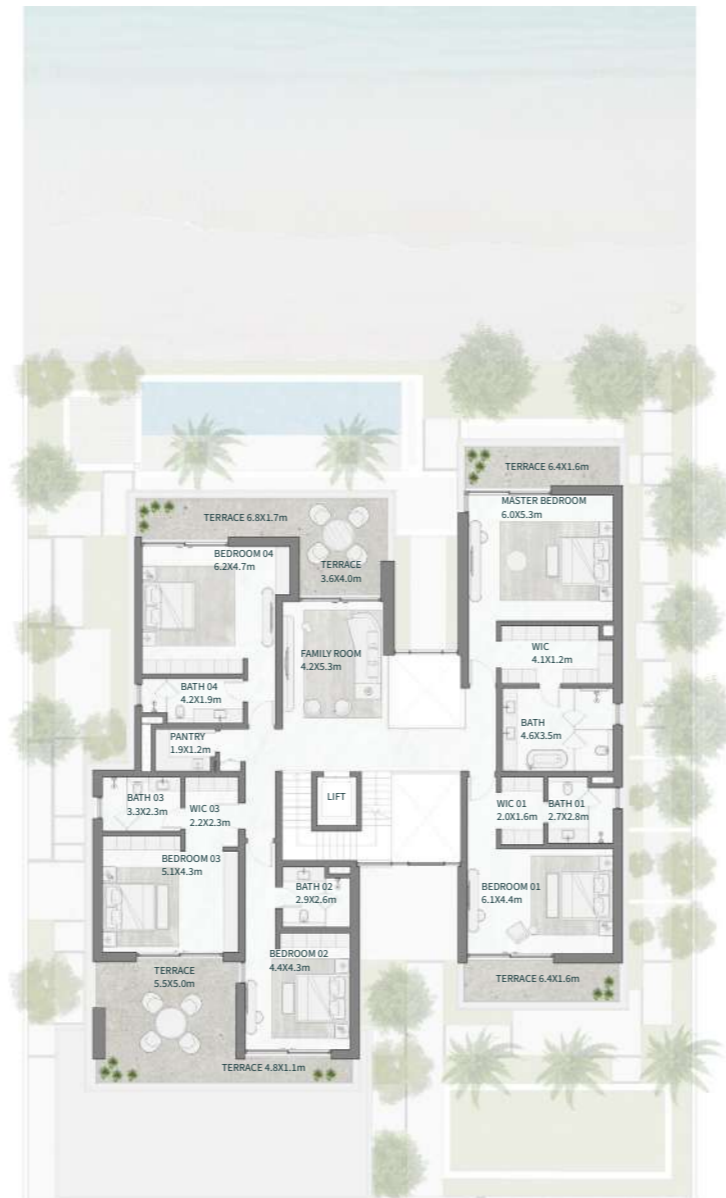 TERRACE 6.4X1.6m
MASTER BEDROOM
6.0X5.3m
TERRACE 6.8X1.7m
BEDROOM 04
6.2X4.7m
TERRACE
3.6X4.0m
FAMILY ROOM
4.2X5.3m
WIC
4.1X1.2m
BATH 04
4.2X1.9m
BATH
4.6X3.5m
PANTRY
1.9X1.2m
BATH 03
3.3X2.3m
WIC 03
2.2X2.3m
LIFT
WIC 01
2.0X1.6m
BATH 01
2.7X2.8m
BEDROOM 03
5.1X4.3m
BATH 02
2.9X2.6m
BEDROOM 01
6.1X4.4m
BEDROOM 02
4.4X4.3m
TERRACE
5.5X5.0m
TERRACE 6.4X1.6m
TERRACE 4.8X1.1m